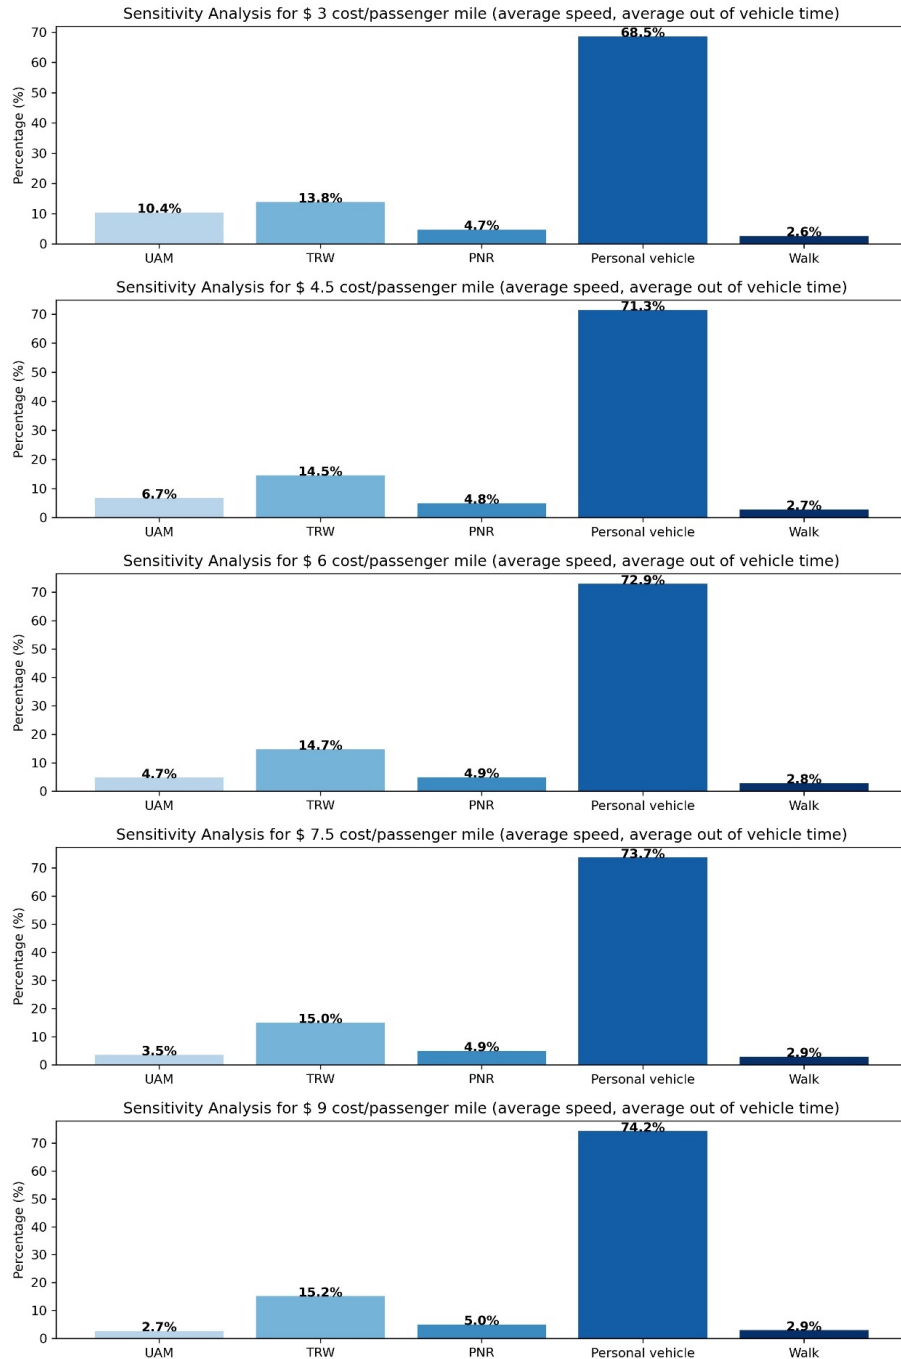 Sensitivity Analysis for $ 3 cost/passenger mile (average speed, average out of vehicle time)
Percentage (%)
70
60
50
40
30
20
10
0
10.4%
13.8%
4.7%
68.5%
2.6%
UAM
TRW
PNR
Personal vehicle
Walk
Sensitivity Analysis for $ 4.5 cost/passenger mile (average speed, average out of vehicle time)
Percentage (%)
70
60
50
40
30
20
10
0
6.7%
14.5%
4.8%
71.3%
2.7%
UAM
TRW
PNR
Personal vehicle
Walk
Sensitivity Analysis for $ 6 cost/passenger mile (average speed, average out of vehicle time)
Percentage (%)
70
60
50
40
30
20
10
0
4.7%
14.7%
4.9%
72.9%
2.8%
UAM
TRW
PNR
Personal vehicle
Walk
Sensitivity Analysis for $ 7.5 cost/passenger mile (average speed, average out of vehicle time)
Percentage (%)
70
60
50
40
30
20
10
0
3.5%
15.0%
4.9%
73.7%
2.9%
UAM
TRW
PNR
Personal vehicle
Walk
Sensitivity Analysis for $ 9 cost/passenger mile (average speed, average out of vehicle time)
Percentage (%)
70
60
50
40
30
20
10
0
2.7%
15.2%
5.0%
74.2%
2.9%
UAM
TRW
PNR
Personal vehicle
Walk